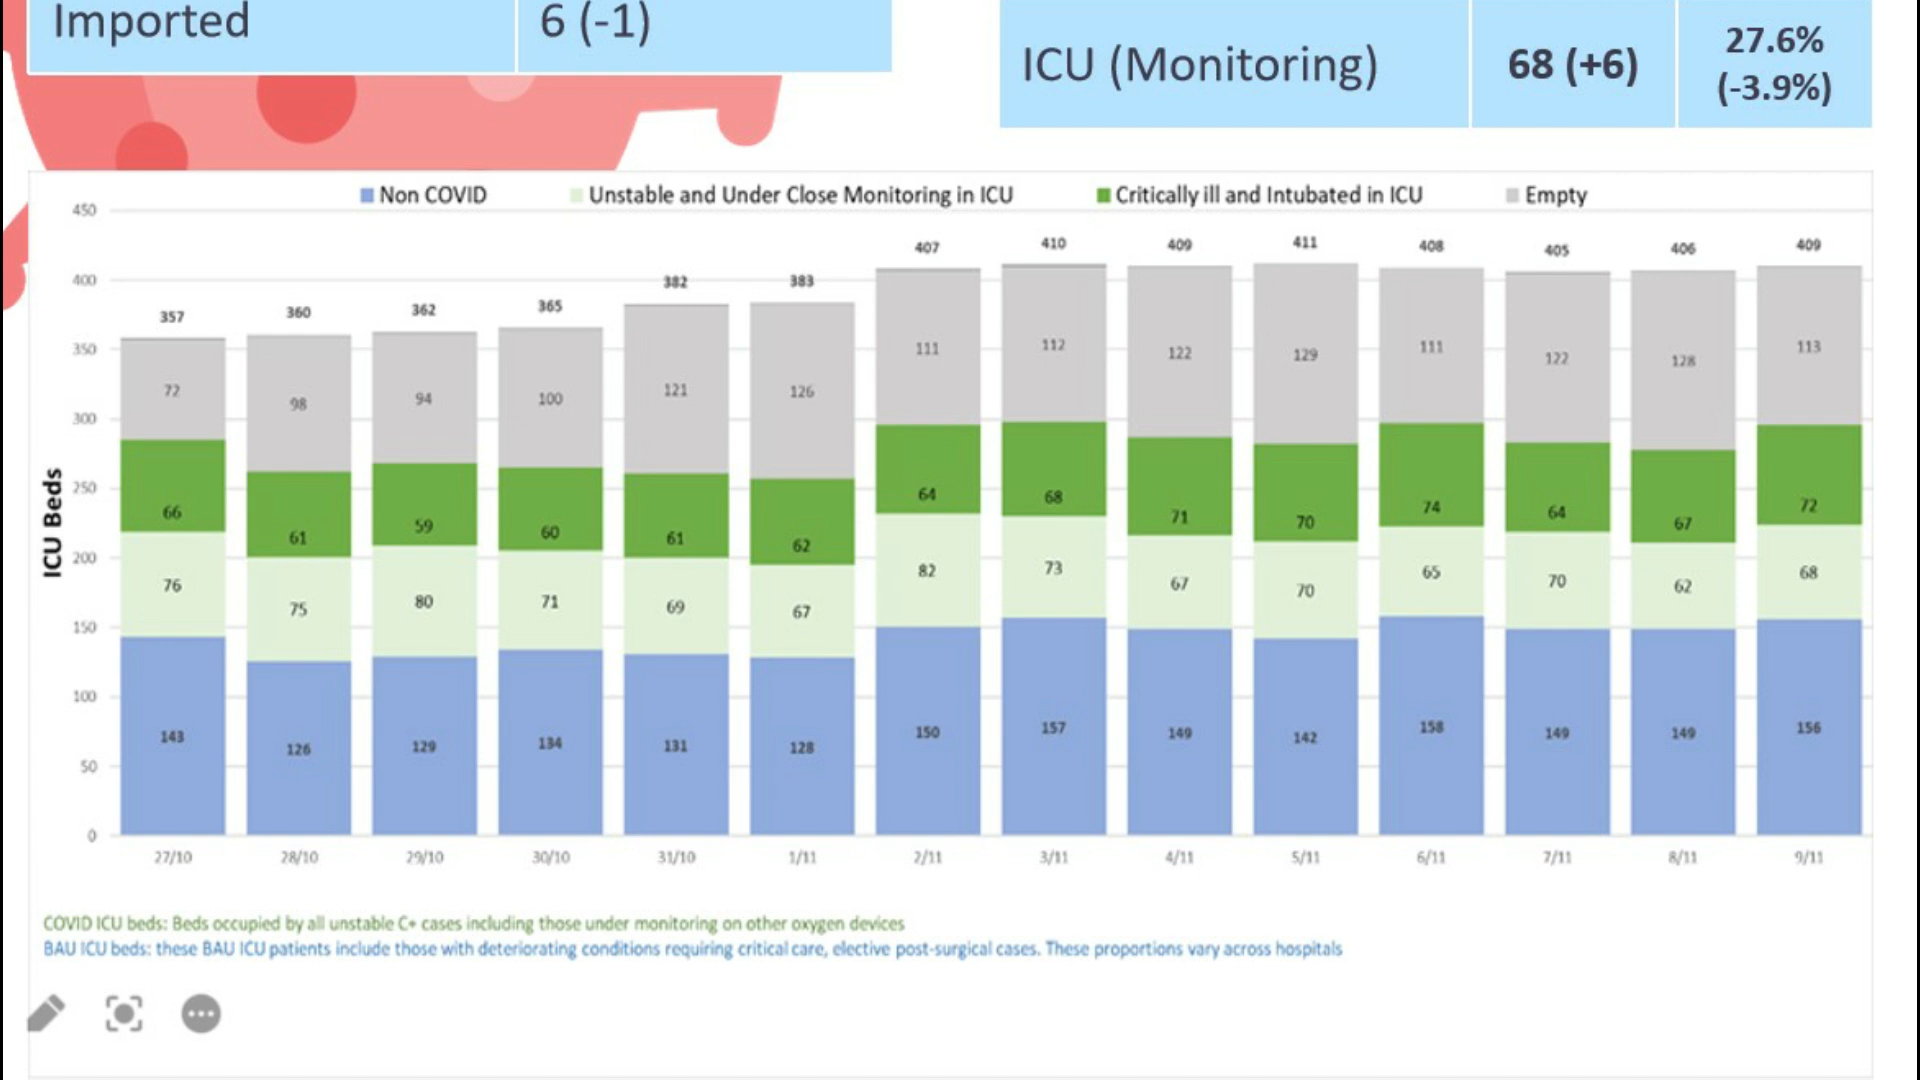 Imported 6 (-1)
ICU (Monitoring) 68 (+6) 27.6%
(-3.9%)
Non COVID Unstable and Under Close Monitoring in ICU Critically ill and Intubated in ICU Empty
ICU Beds
450
400
350
300
250
200
150
100
50
0
357 360 362 365 382 383 407 410 409 411 408 405 406 409
72 98 94 100 121 126 111 112 122 129 111 122 128 113
66 61 59 60 61 62 64 68 71 70 74 64 67 72
76 75 80 71 69 67 82 73 67 70 65 70 62 68
143 126 129 134 131 128 150 157 149 142 158 149 149 156
27/10 28/10 29/10 30/10 31/10 1/11 2/11 3/11 4/11 5/11 6/11 7/11 8/11 9/11
COVID ICU beds: Beds occupied by all unstable C+ cases including those under monitoring on other oxygen devices
BAU ICU beds: these BAU ICU patients include those with deteriorating conditions requiring critical care, elective post-surgical cases. These proportions vary across hospitals